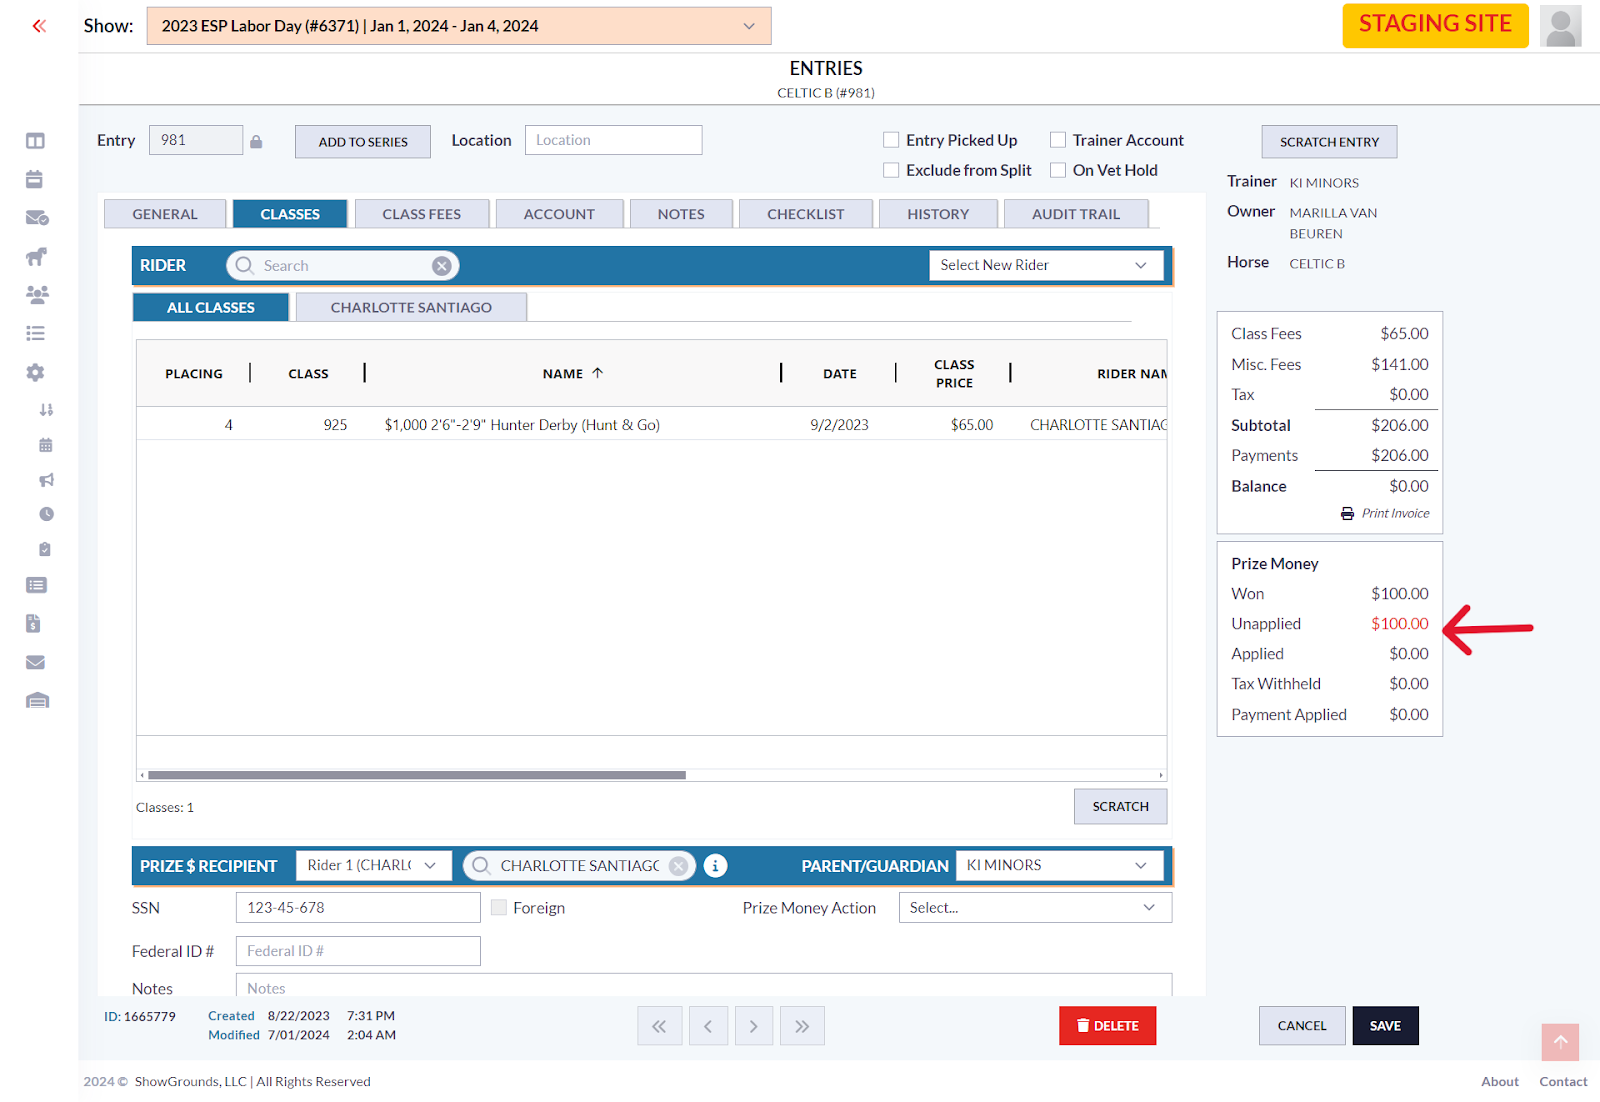 Show: 2023 ESP Labor Day (#6371) | Jan 1, 2024 - Jan 4, 2024 STAGING SITE
ENTRIES
CELTIC B (#981)
Entry 981 ADD TO SERIES Location Location Entry Picked Up Trainer Account SCRATCH ENTRY
Exclude from Split On Vet Hold
Trainer KI MINORS
Owner MARILLA VAN
BEUREN
Horse CELTIC B
GENERAL CLASSES CLASS FEES ACCOUNT NOTES CHECKLIST HISTORY AUDIT TRAIL
RIDER Search Select New Rider
ALL CLASSES CHARLOTTE SANTIAGO
PLACING CLASS NAME DATE CLASS PRICE RIDER NAM
4 925 $1,000 2'6"-2'9" Hunter Derby (Hunt & Go) 9/2/2023 $65.00 CHARLOTTE SANTIAG
Class Fees $65.00
Misc. Fees $141.00
Tax $0.00
Subtotal $206.00
Payments $206.00
Balance $0.00
Print Invoice
Prize Money
Won $100.00
Unapplied $100.00
Applied $0.00
Tax Withheld $0.00
Payment Applied $0.00
Classes: 1 SCRATCH
PRIZE $ RECIPIENT Rider 1 (CHARL( CHARLOTTE SANTIAGC PARENT/GUARDIAN KI MINORS
SSN 123-45-678 Foreign Prize Money Action Select...
Federal ID # Federal ID #
Notes Notes
ID: 1665779 Created 8/22/2023 7:31 PM
Modified 7/01/2024 2:04 AM
DELETE CANCEL SAVE
2024 © ShowGrounds, LLC | All Rights Reserved About Contact